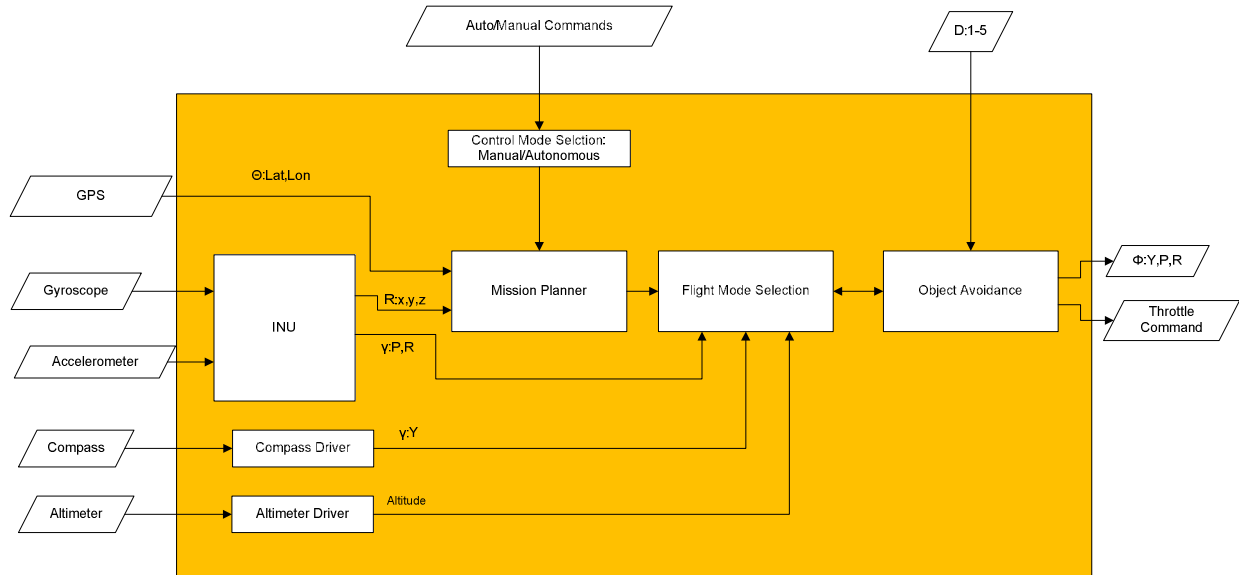 Auto/Manual Commands
D:1-5
Control Mode Selction:
Manual/Autonomous
Θ:Lat,Lon
GPS
Gyroscope
INU
R:x,y,z
Mission Planner
Flight Mode Selection
Object Avoidance
Φ:Y,P,R
Throttle
Command
Accelerometer
γ:P,R
Compass
Compass Driver
γ:Y
Altimeter
Altimeter Driver
Altitude